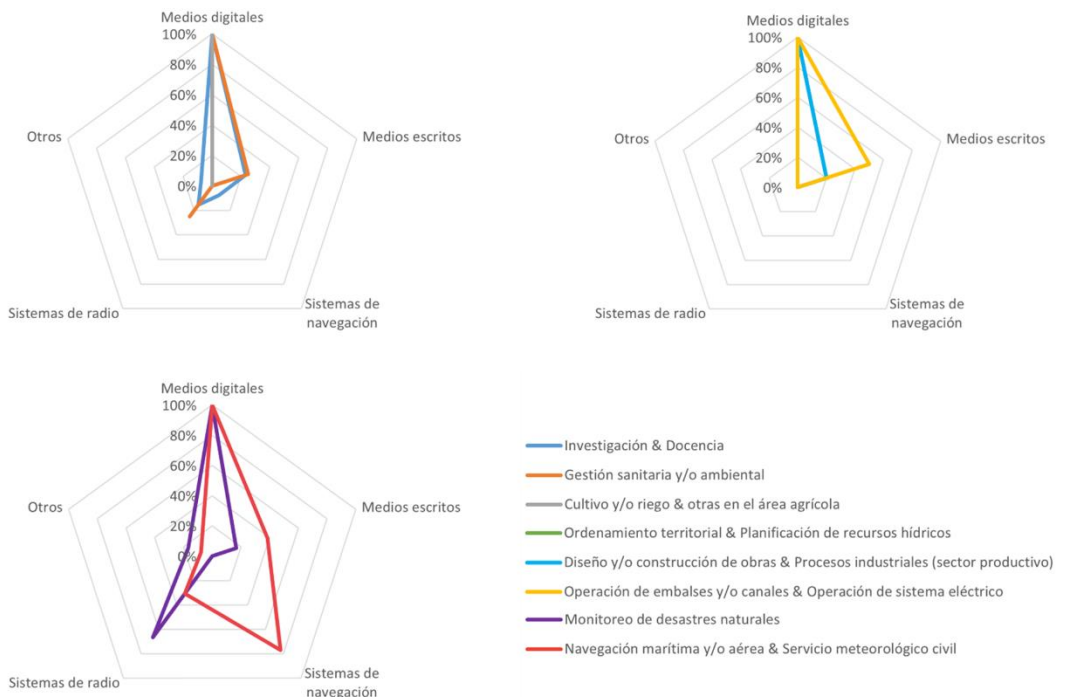 Medios digitales
100%
80%
60%
40%
20%
0%
Otros
Medios escritos
Sistemas de radio
Sistemas de
navegación
Medios digitales
100%
80%
60%
40%
20%
0%
Otros
Medios escritos
Sistemas de radio
Sistemas de
navegación
Medios digitales
100%
80%
60%
40%
20%
0%
Otros
Medios escritos
Sistemas de radio
Sistemas de
navegación
Investigación & Docencia
Gestión sanitaria y/o ambiental
Cultivo y/o riego & otras en el área agrícola
Ordenamiento territorial & Planificación de recursos hídricos
Diseño y/o construcción de obras & Procesos industriales (sector productivo)
Operación de embalses y/o canales & Operación de sistema eléctrico
Monitoreo de desastres naturales
Navegación marítima y/o aérea & Servicio meteorológico civil